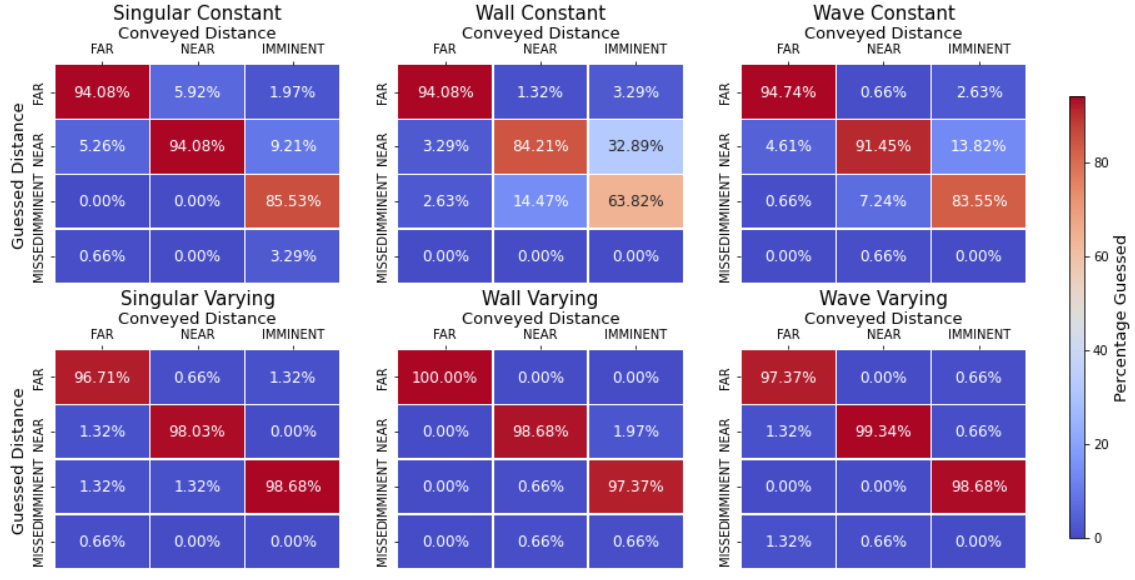 Singular Constant
Conveyed Distance
FAR NEAR IMMINENT
Guessed Distance
FAR 94.08% 5.92% 1.97%
NEAR 5.26% 94.08% 9.21%
IMMINENT 0.00% 0.00% 85.53%
MISSED 0.66% 0.00% 3.29%
Wall Constant
Conveyed Distance
FAR NEAR IMMINENT
FAR 94.08% 1.32% 3.29%
NEAR 3.29% 84.21% 32.89%
IMMINENT 2.63% 14.47% 63.82%
MISSED 0.00% 0.00% 0.00%
Wave Constant
Conveyed Distance
FAR NEAR IMMINENT
FAR 94.74% 0.66% 2.63%
NEAR 4.61% 91.45% 13.82%
IMMINENT 0.66% 7.24% 83.55%
MISSED 0.00% 0.66% 0.00%
Singular Varying
Conveyed Distance
FAR NEAR IMMINENT
Guessed Distance
FAR 96.71% 0.66% 1.32%
NEAR 1.32% 98.03% 0.00%
IMMINENT 1.32% 1.32% 98.68%
MISSED 0.66% 0.00% 0.00%
Wall Varying
Conveyed Distance
FAR NEAR IMMINENT
FAR 100.00% 0.00% 0.00%
NEAR 0.00% 98.68% 1.97%
IMMINENT 0.00% 0.66% 97.37%
MISSED 0.00% 0.66% 0.66%
Wave Varying
Conveyed Distance
FAR NEAR IMMINENT
FAR 97.37% 0.00% 0.66%
NEAR 1.32% 99.34% 0.66%
IMMINENT 0.00% 0.00% 98.68%
MISSED 1.32% 0.66% 0.00%
80
60
40
20
0
Percentage Guessed